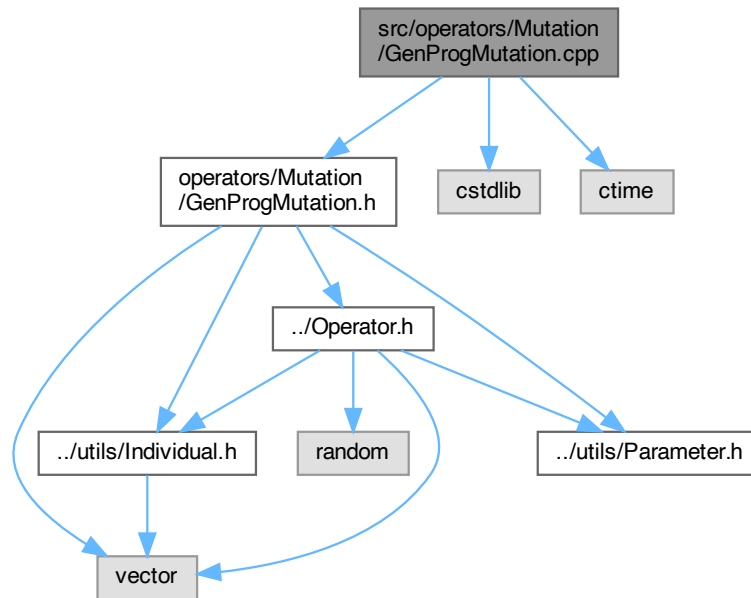 src/operators/Mutation
/GenProgMutation.cpp
operators/Mutation
/GenProgMutation.h
cstdlib
ctime
../Operator.h
../utils/Individual.h
random
../utils/Parameter.h
vector